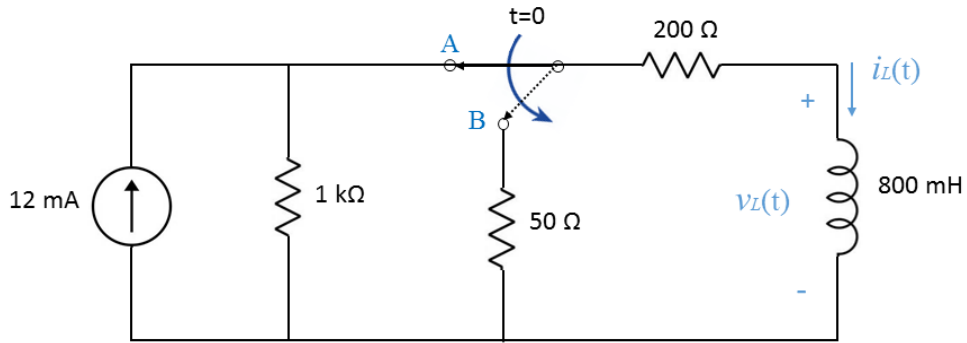 t=0
200 Ω
A
iL(t)
+
B
12 mA
1 kΩ
50 Ω
vL(t)
800 mH
-